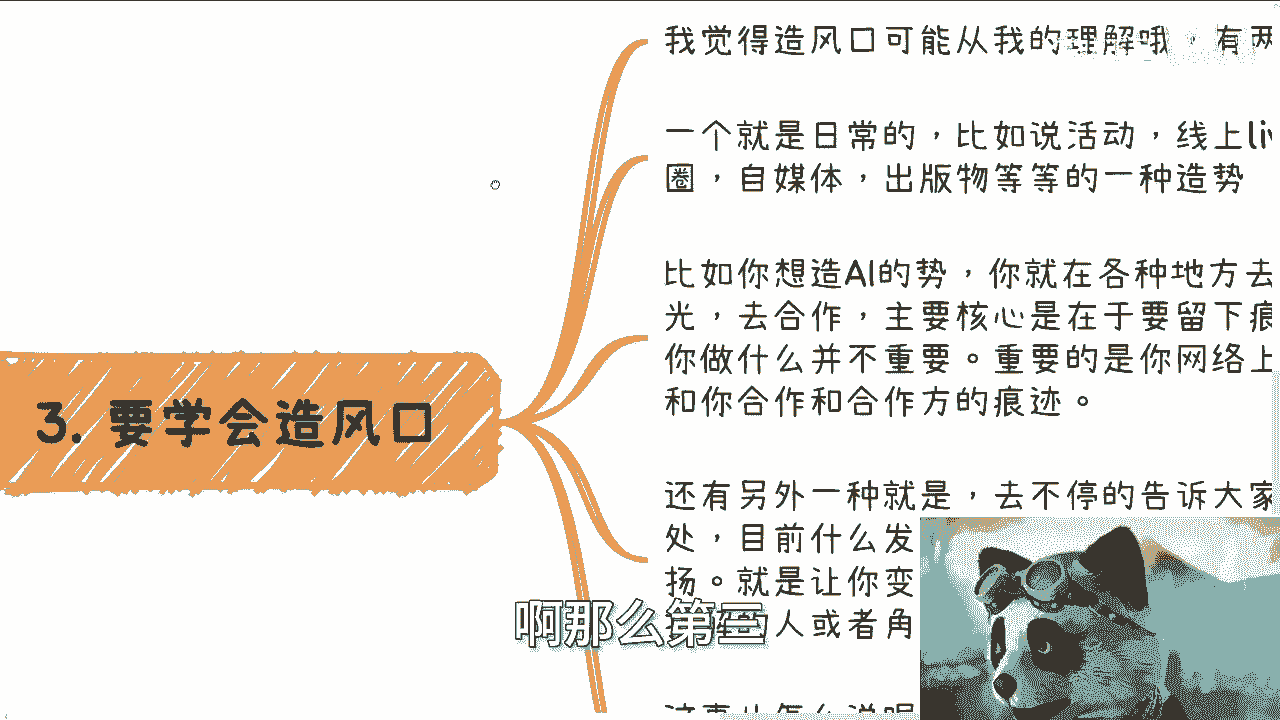 我觉得造风口可能从我的理解哦，有两
一个就是日常的，比如说活动，线上li
圈，自媒体，出版物等等的一种造势
比如你想造AI的势，你就在各种地方去
光，去合作，主要核心是在于要留下痕
你做什么并不重要。重要的是你网络上
和你合作和合作方的痕迹。
3. 要学会造风口
还有另外一种就是，去不停的告诉大家
处，目前什么发
扬。就是让你变
的人或者角
啊那么第三